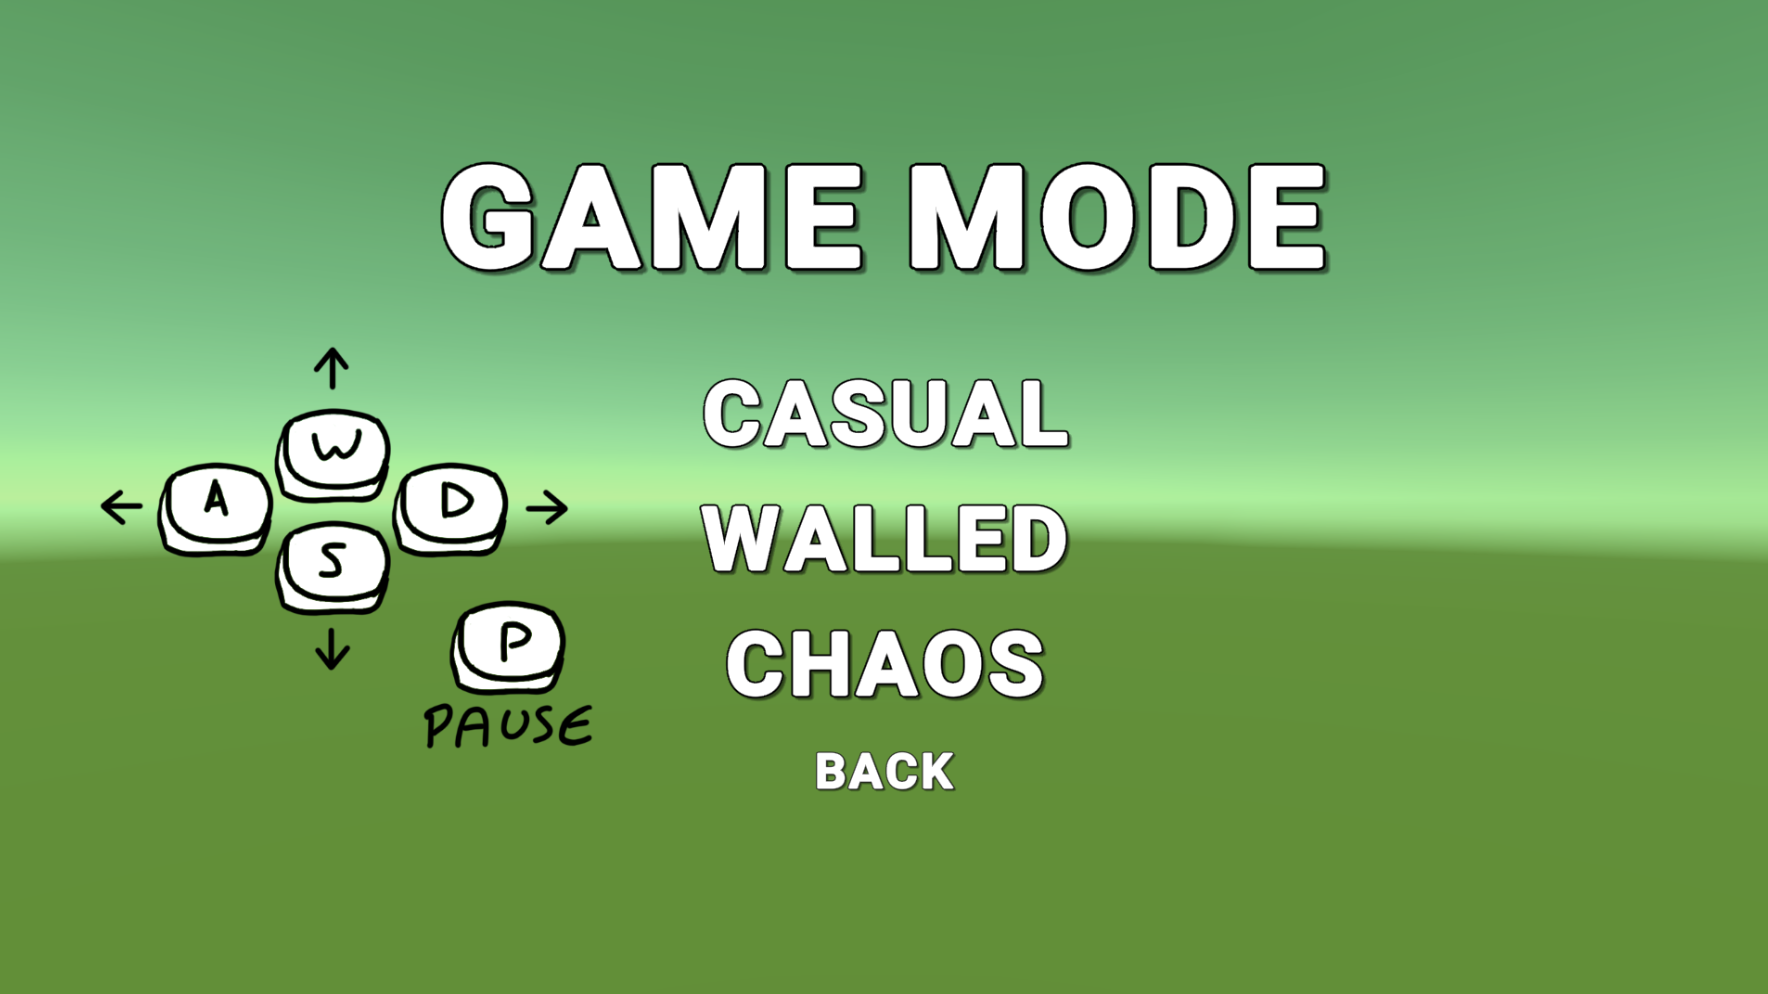 GAME MODE
CASUAL
WALLED
CHAOS
BACK
W
A
D
S
P
PAUSE